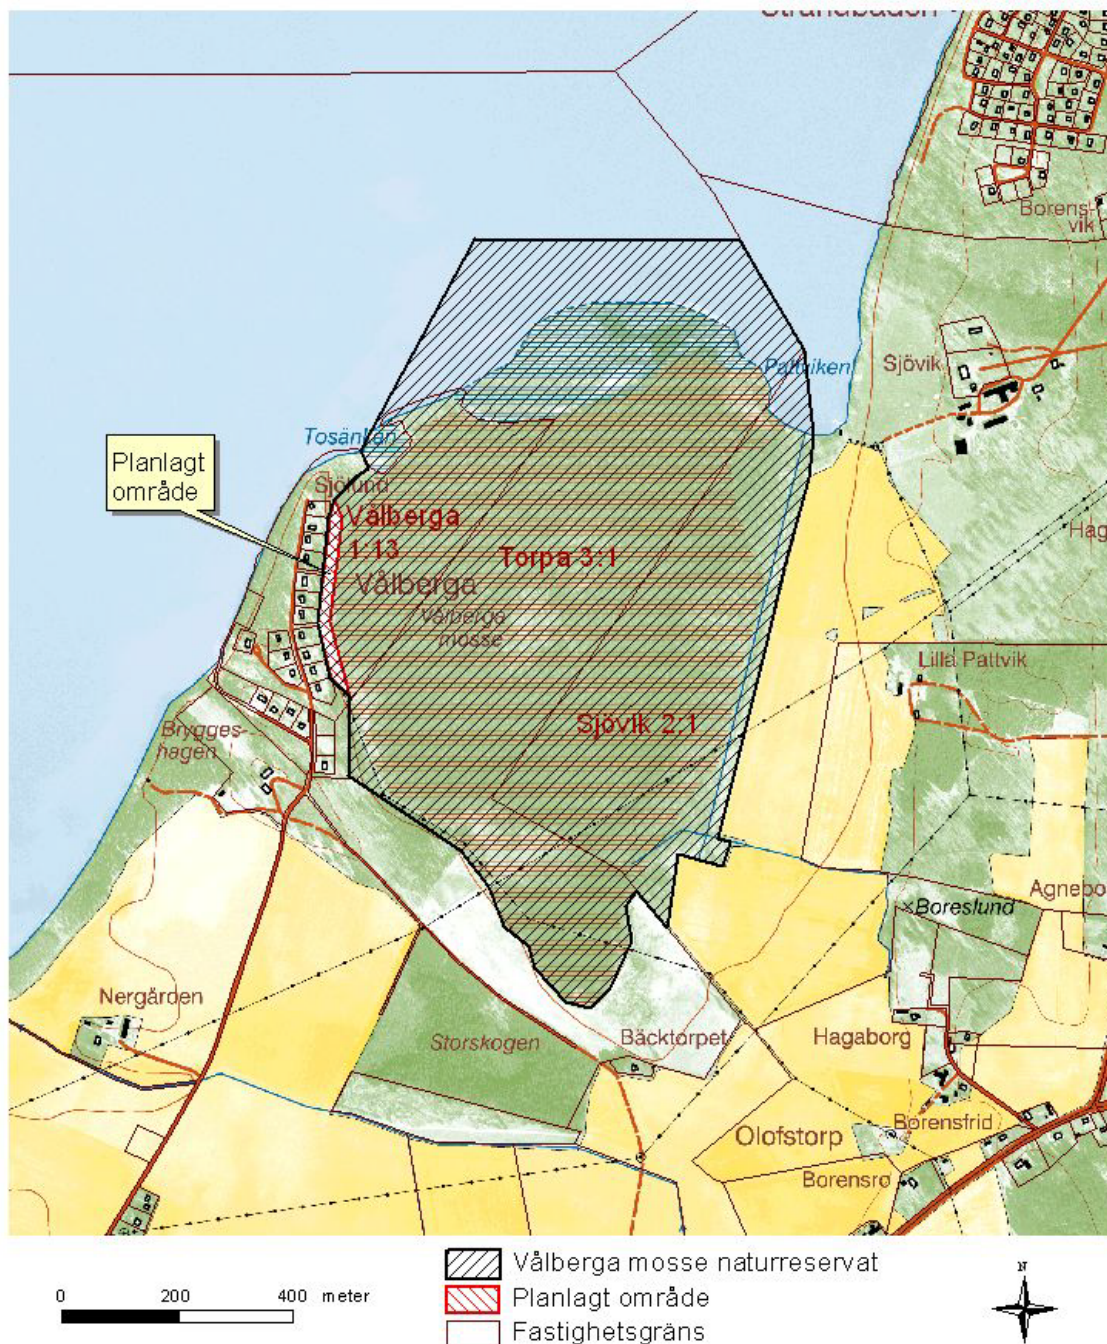 Strandbaden
Borens-
vik
Pattviken
Sjövik
Tosänkan
Planlagt
område
Sjölund
Vålberga
1:13
Torpa 3:1
Vålberga
Hag
Vålberga
mosse
Lilla Pattvik
Sjövik 2:1
Brygges-
hagen
Agnebo
Boreslund
Nergården
Storskogen
Bäcktorpet
Hagaborg
Olofstorp
Borensfrid
Borensro
Vålberga mosse naturreservat
0 200 400 meter
Planlagt område
Fastighetsgräns
N